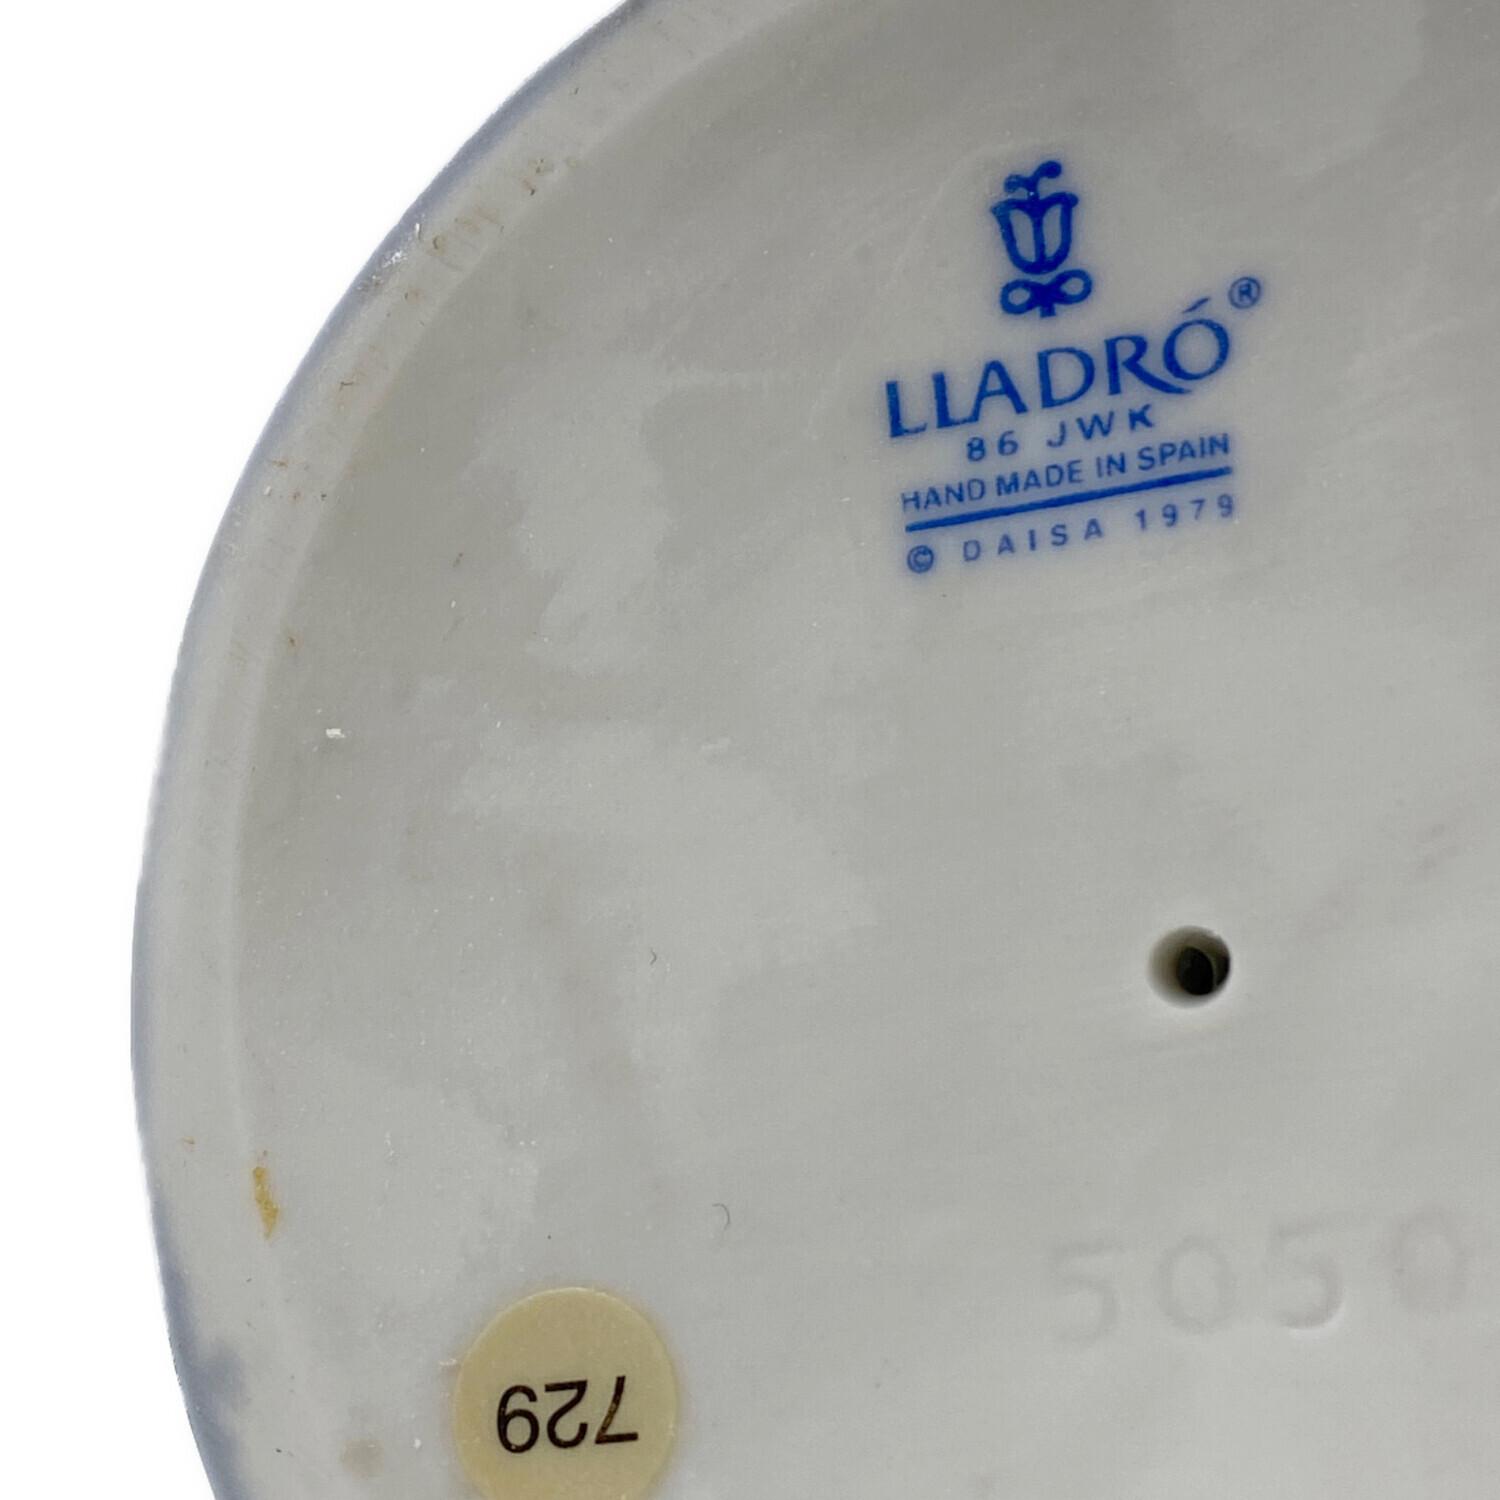 LLADRÓ®
86 JWK
HAND MADE IN SPAIN
© DAISA 1979
5050
729